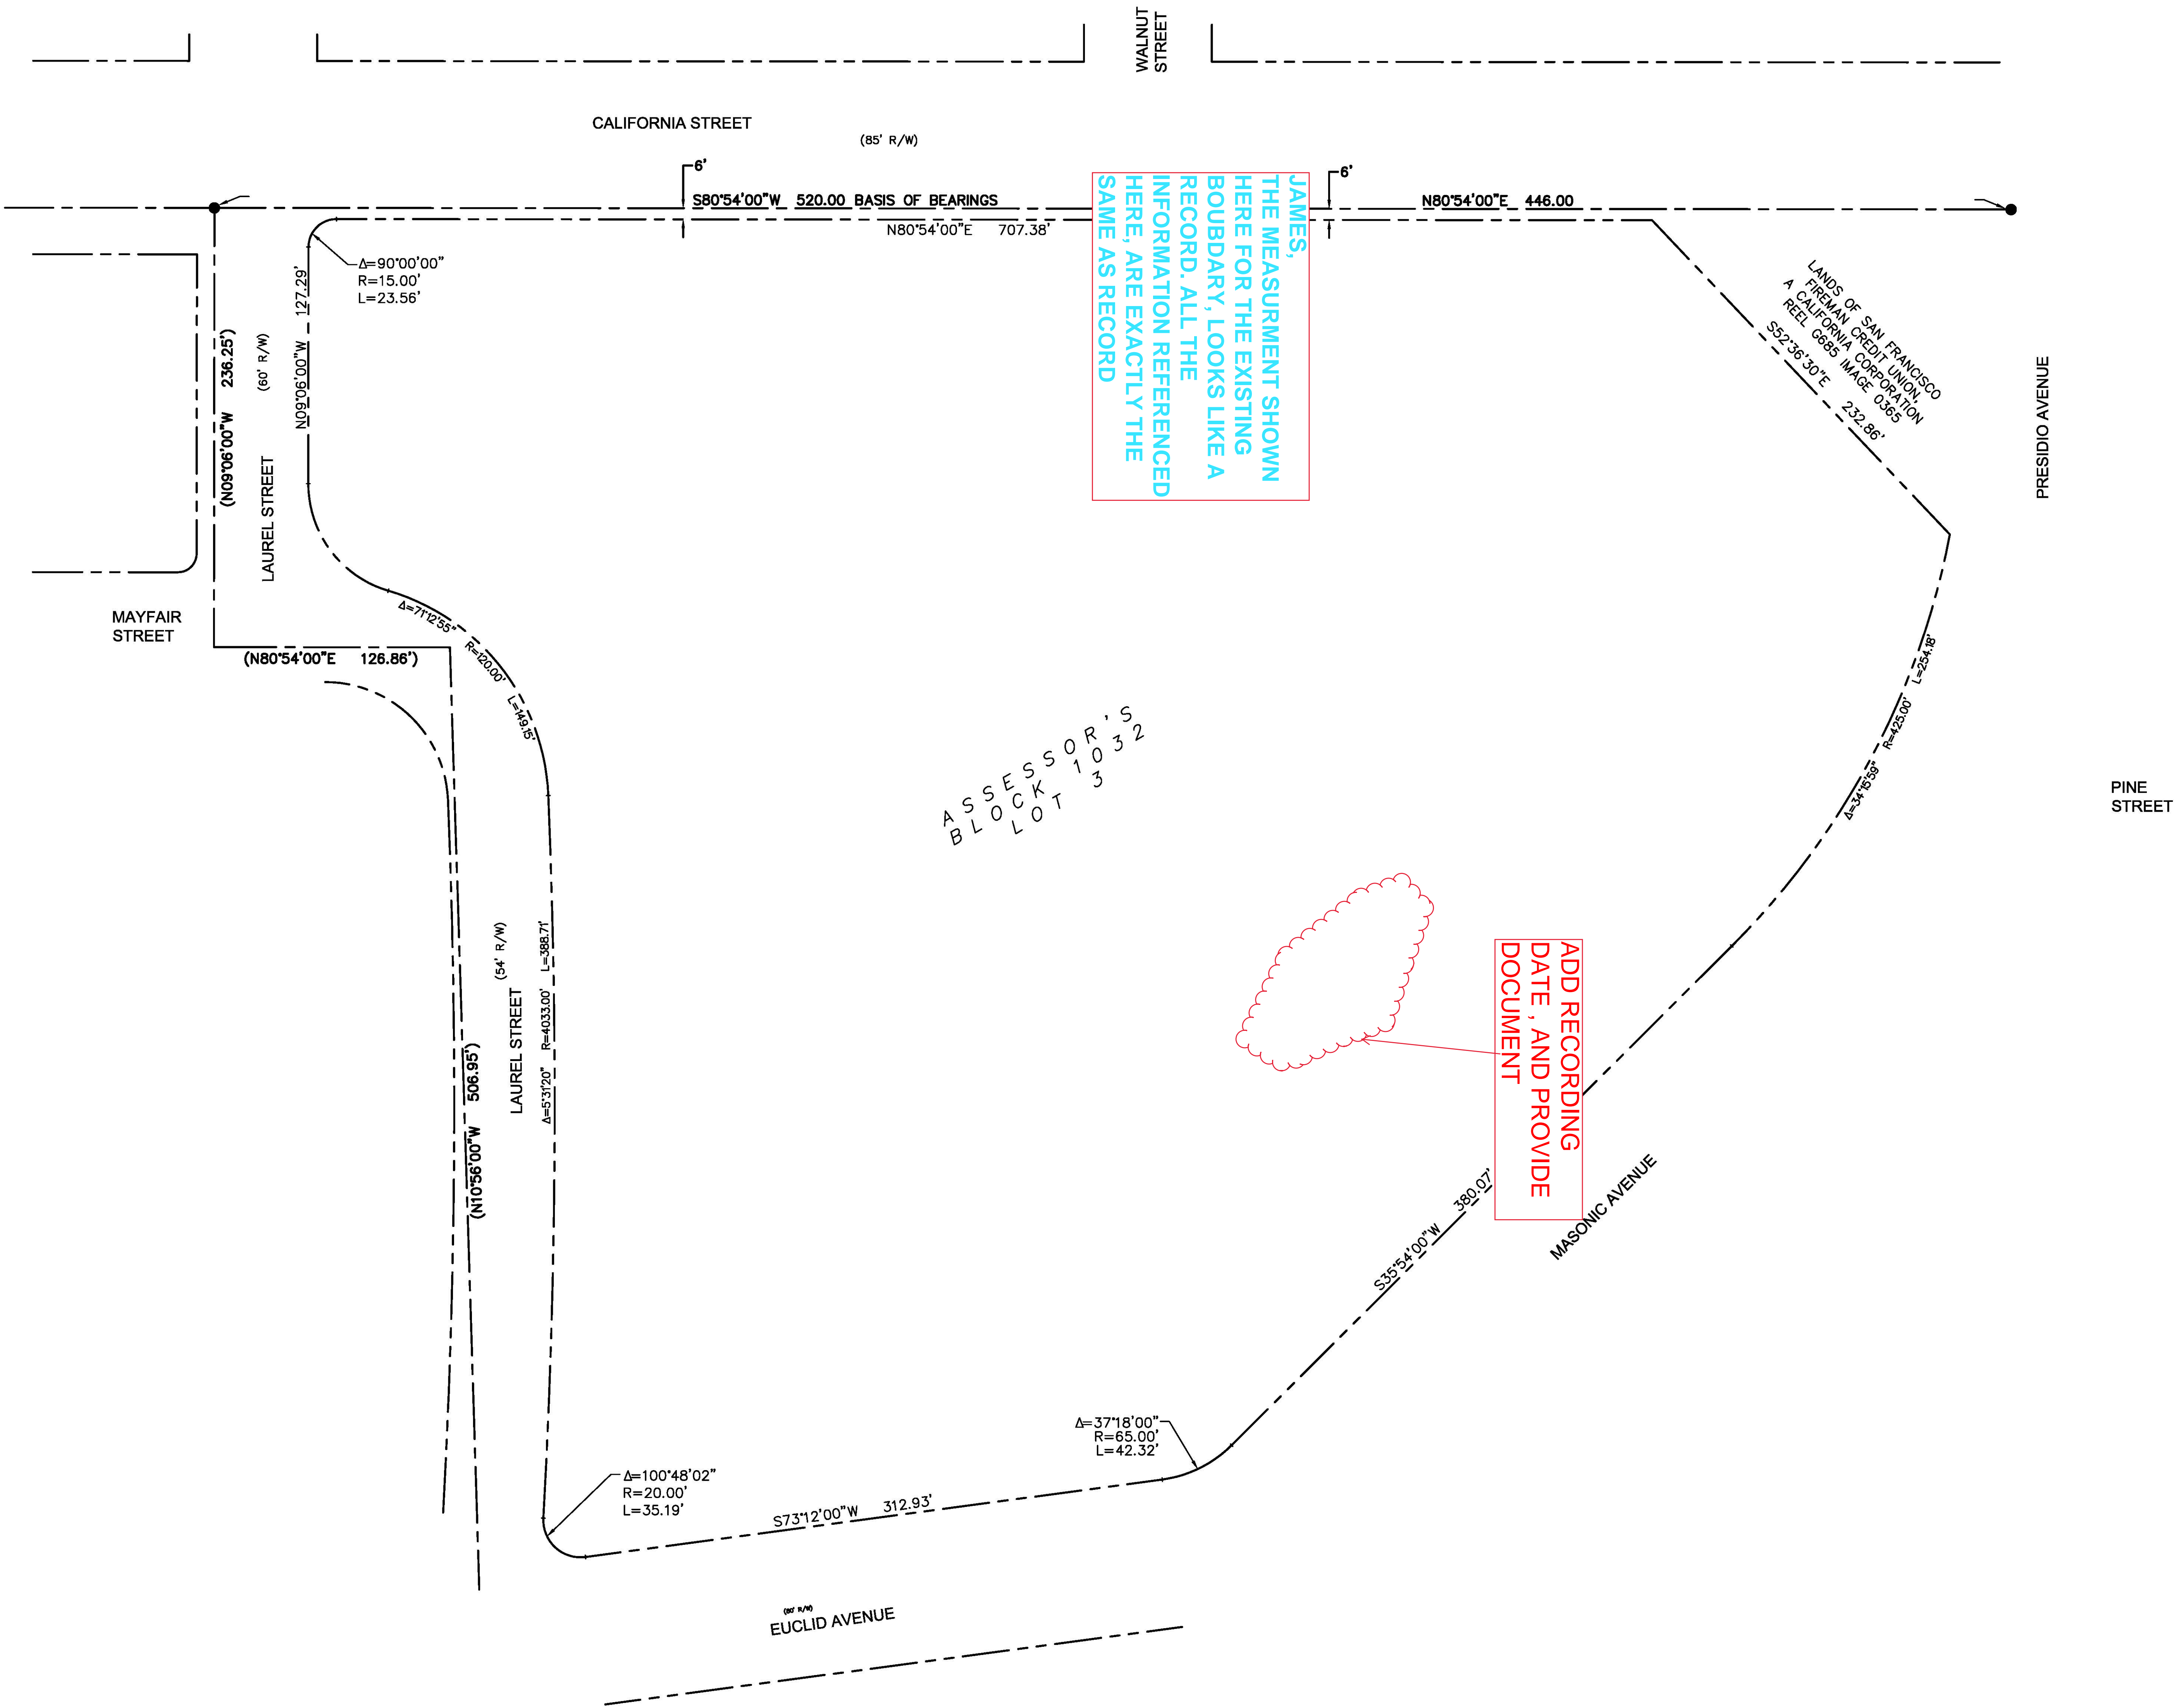 WALNUT
STREET
CALIFORNIA STREET
(85' R/W)
6'
6'
S80°54'00"W 520.00 BASIS OF BEARINGS
N80°54'00"E 446.00
N80°54'00"E 707.38'
JAMES,
THE MEASURMENT SHOWN
HERE FOR THE EXISTING
BOUBDARY, LOOKS LIKE A
RECORD. ALL THE
INFORMATION REFERENCED
HERE, ARE EXACTLY THE
SAME AS RECORD
Δ=90°00'00"
R=15.00'
L=23.56'
N09°06'00"W 127.29'
(N09°06'00"W 236.25')
(60' R/W)
LAUREL STREET
LANDS OF SAN FRANCISCO
FIREMAN CREDIT UNION,
A CALIFORNIA CORPORATION
REEL G685 IMAGE 0365
S52°36'30"E 232.86'
PRESIDIO AVENUE
MAYFAIR
STREET
(N80°54'00"E 126.86')
Δ=71°12'55" R=120.00' L=149.15'
Δ=34°15'59" R=425.00' L=254.18'
PINE
STREET
ASSESSOR'S
BLOCK 1032
LOT 3
(54' R/W)
LAUREL STREET
Δ=5°31'20" R=4033.00' L=388.71'
(N10°56'00"W 506.95')
ADD RECORDING
DATE , AND PROVIDE
DOCUMENT
MASONIC AVENUE
S35°54'00"W 380.07'
Δ=37°18'00"
R=65.00'
L=42.32'
Δ=100°48'02"
R=20.00'
L=35.19'
S73°12'00"W 312.93'
(80' R/W)
EUCLID AVENUE